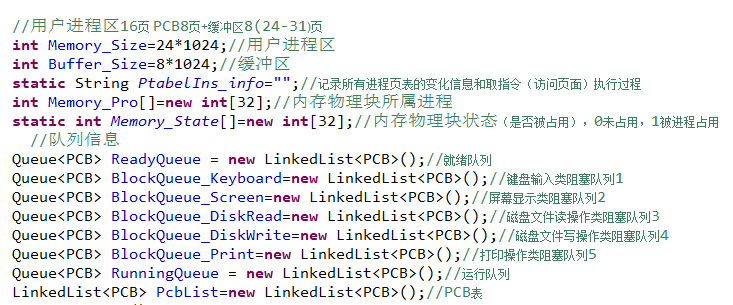 //用户进程区16页 PCB8页+缓冲区8(24-31)页
int Memory_Size=24*1024;//用户进程区
int Buffer_Size=8*1024;//缓冲区
static String PtabelIns_info="";//记录所有进程页表的变化信息和取指令（访问页面）执行过程
int Memory_Pro[]=new int[32];//内存物理块所属进程
static int Memory_State[]=new int[32];//内存物理块状态（是否被占用），0未占用，1被进程占用
//队列信息
Queue<PCB> ReadyQueue = new LinkedList<PCB>();//就绪队列
Queue<PCB> BlockQueue_Keyboard=new LinkedList<PCB>();//键盘输入类阻塞队列1
Queue<PCB> BlockQueue_Screen=new LinkedList<PCB>();//屏幕显示类阻塞队列2
Queue<PCB> BlockQueue_DiskRead=new LinkedList<PCB>();//磁盘文件读操作类阻塞队列3
Queue<PCB> BlockQueue_DiskWrite=new LinkedList<PCB>();//磁盘文件写操作类阻塞队列4
Queue<PCB> BlockQueue_Print=new LinkedList<PCB>();//打印操作类阻塞队列5
Queue<PCB> RunningQueue = new LinkedList<PCB>();//运行队列
LinkedList<PCB> PcbList=new LinkedList<PCB>();//PCB表